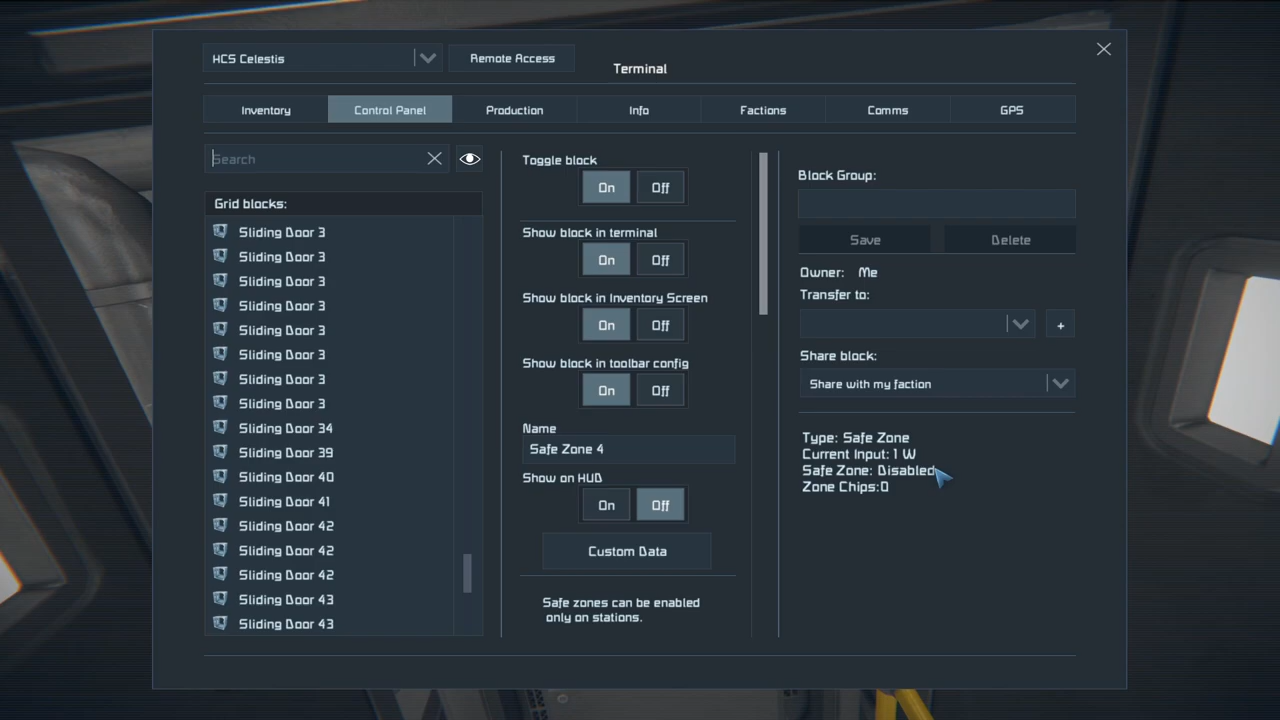 HCS Celestis
Remote Access
Terminal
Inventory
Control Panel
Production
Info
Factions
Comms
GPS
Search
Grid blocks:
Sliding Door 3
Sliding Door 3
Sliding Door 3
Sliding Door 3
Sliding Door 3
Sliding Door 3
Sliding Door 3
Sliding Door 3
Sliding Door 34
Sliding Door 39
Sliding Door 40
Sliding Door 41
Sliding Door 42
Sliding Door 42
Sliding Door 42
Sliding Door 43
Sliding Door 43
Toggle block
On Off
Show block in terminal
On Off
Show block in Inventory Screen
On Off
Show block in toolbar config
On Off
Name
Safe Zone 4
Show on HUD
On Off
Custom Data
Safe zones can be enabled
only on stations.
Block Group:
Save
Delete
Owner: Me
Transfer to:
+
Share block:
Share with my faction
Type: Safe Zone
Current Input: 1 W
Safe Zone: Disabled
Zone Chips:0